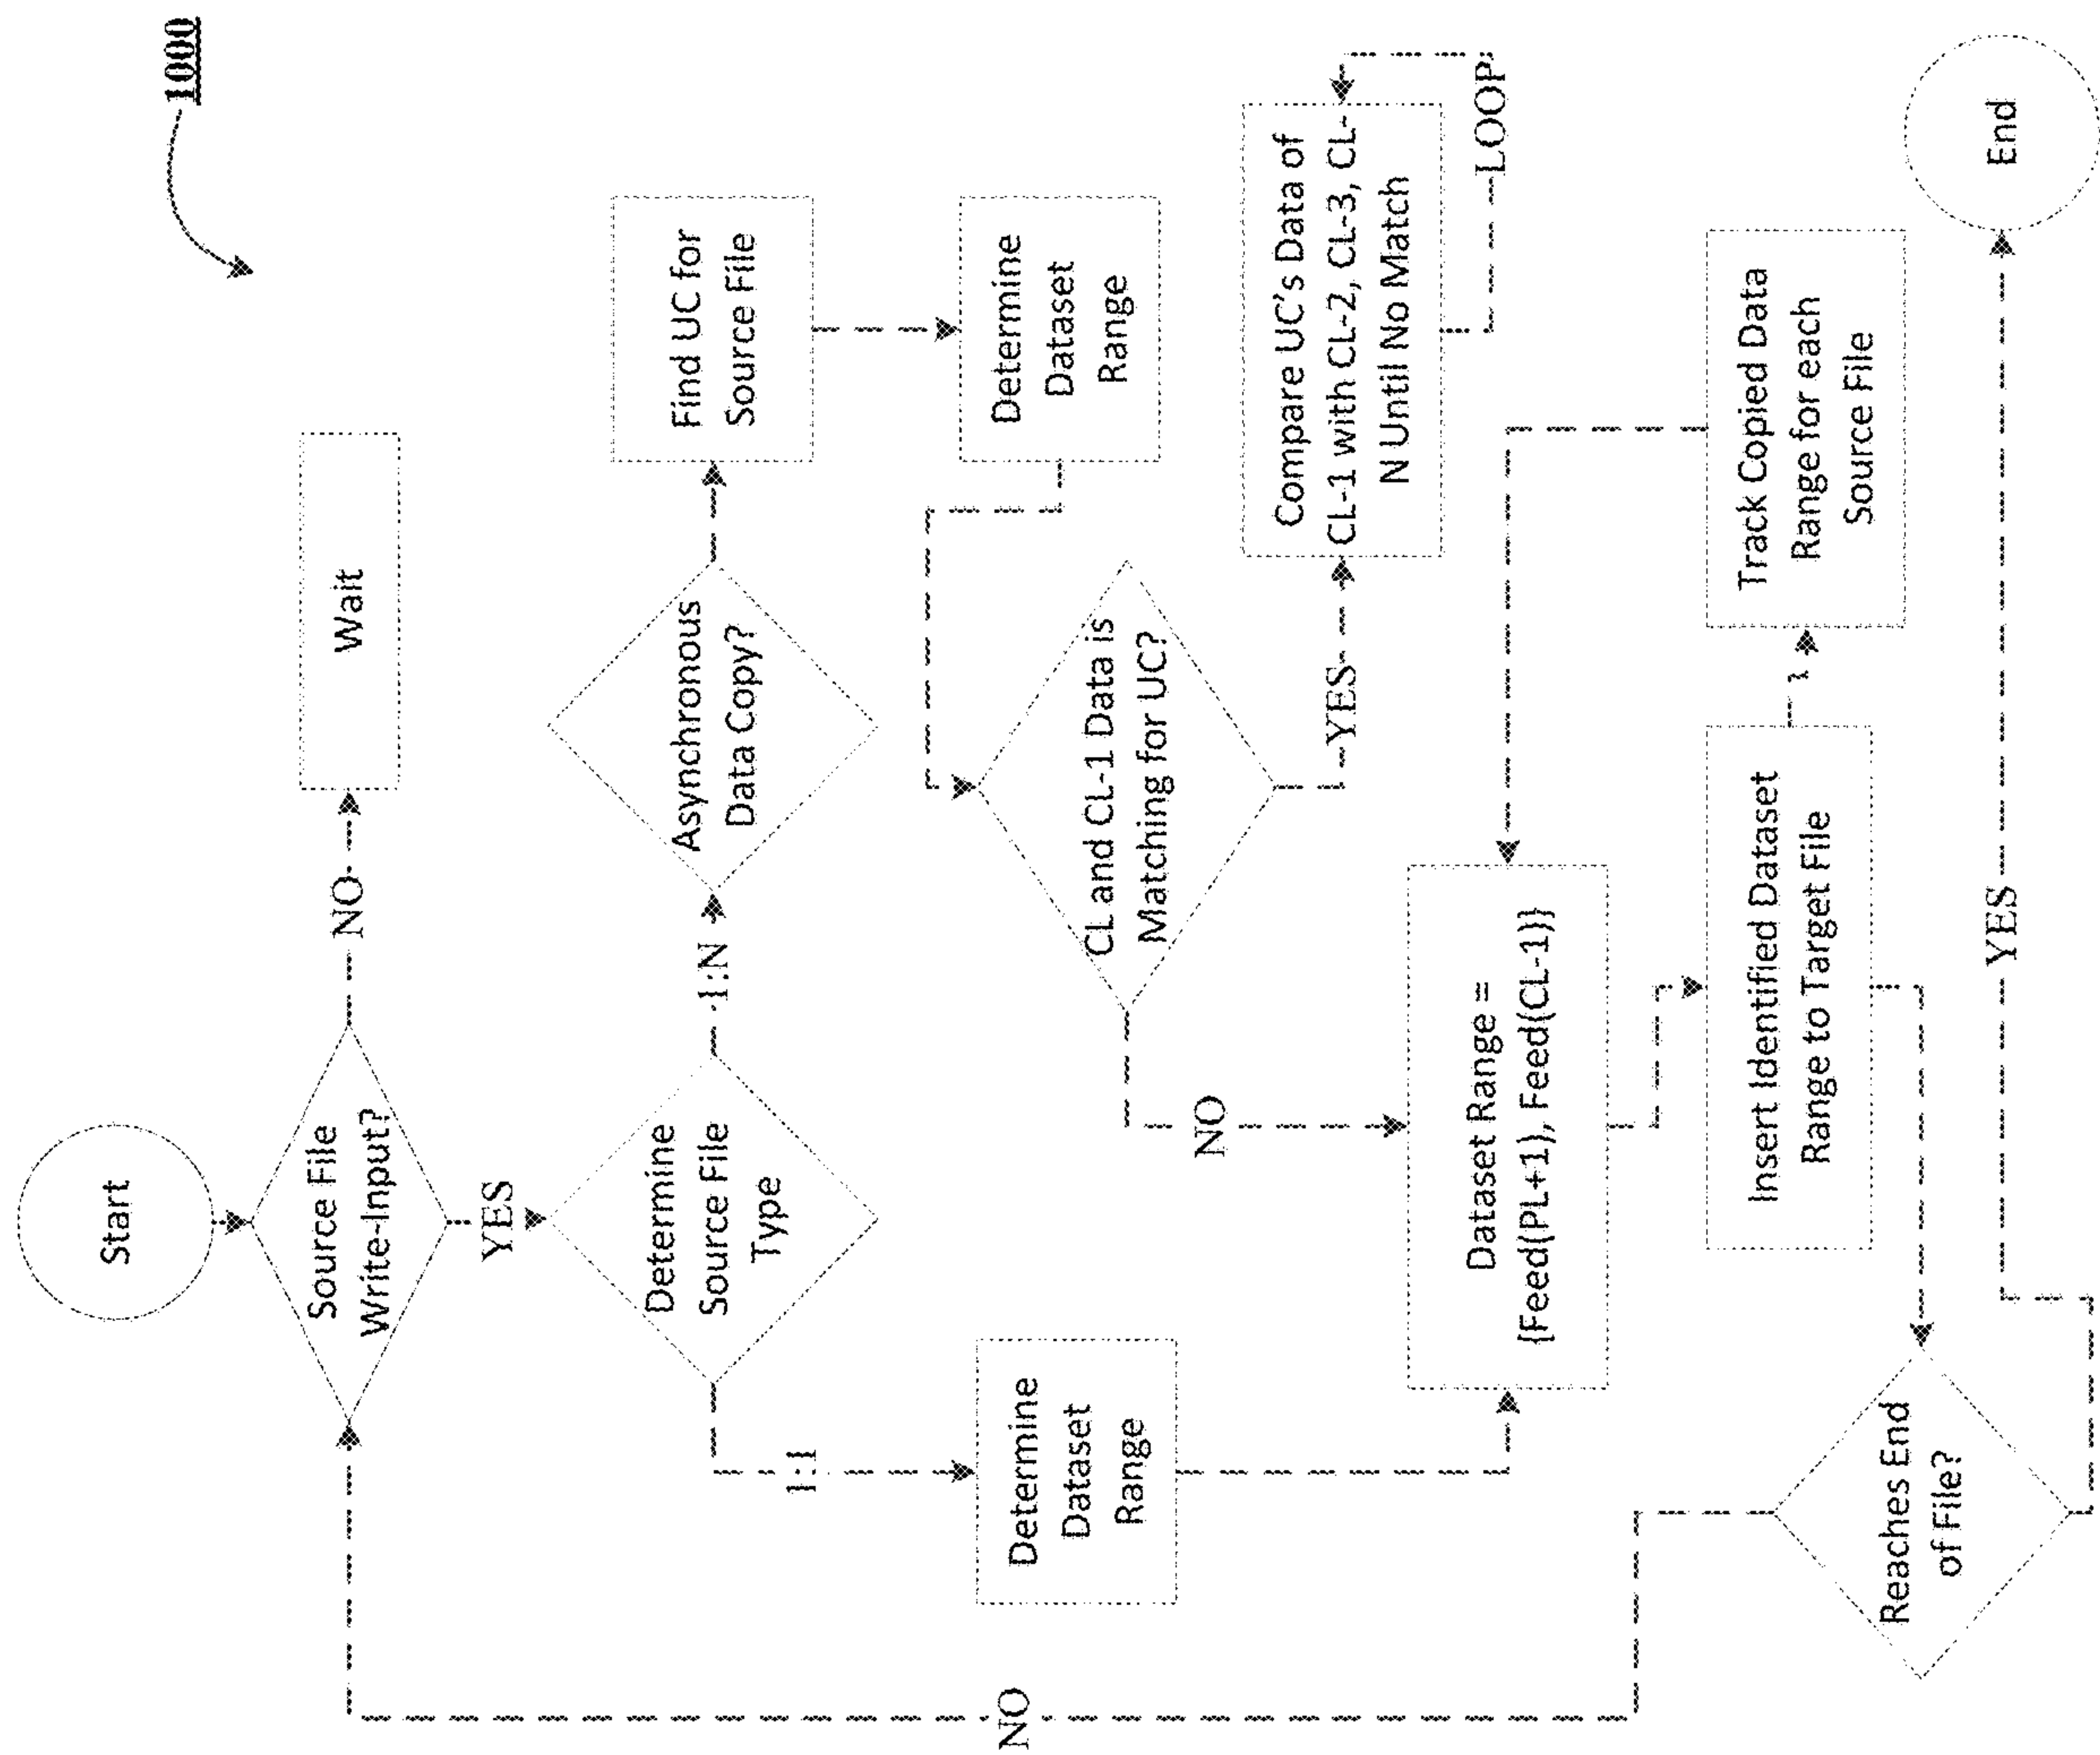 1000
Start
Source File
Write-Input?
NO
Wait
YES
Determine
Source File
Type
1:N
Asynchronous
Data Copy?
Find UC for
Source File
1:1
Determine
Dataset
Range
Determine
Dataset
Range
CL and CL-1 Data is
Matching for UC?
YES
Compare UC's Data of
CL-1 with CL-2, CL-3, CL-
N Until No Match
LOOP
NO
Dataset Range =
{Feed(PL+1), Feed(CL-1)}
Insert Identified Dataset
Range to Target File
Track Copied Data
Range for each
Source File
Reaches End
of File?
NO
YES
End